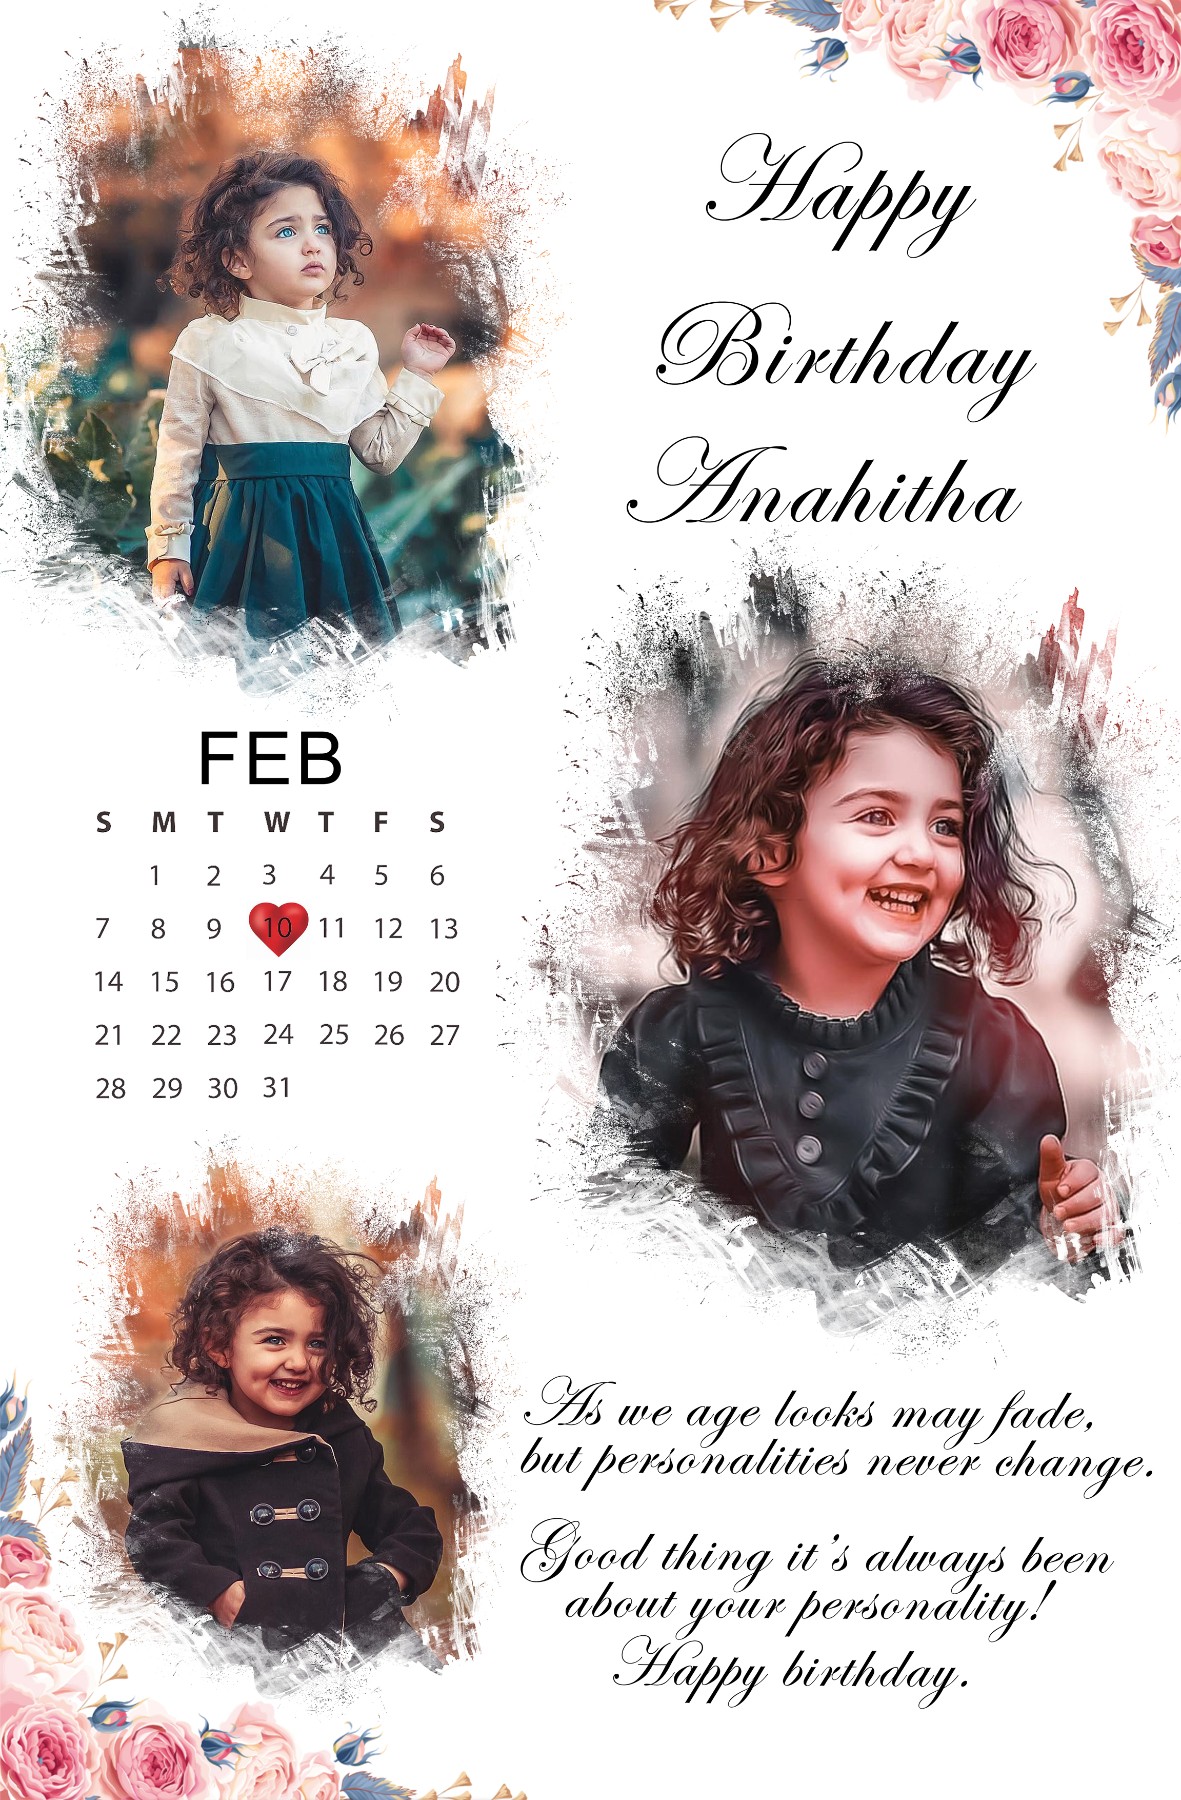 Happy
Birthday
Anahitha
FEB
S M T W T F S
1 2 3 4 5 6
7 8 9 10 11 12 13
14 15 16 17 18 19 20
21 22 23 24 25 26 27
28 29 30 31
As we age looks may fade,
but personalities never change.
Good thing it's always been
about your personality!
Happy birthday.